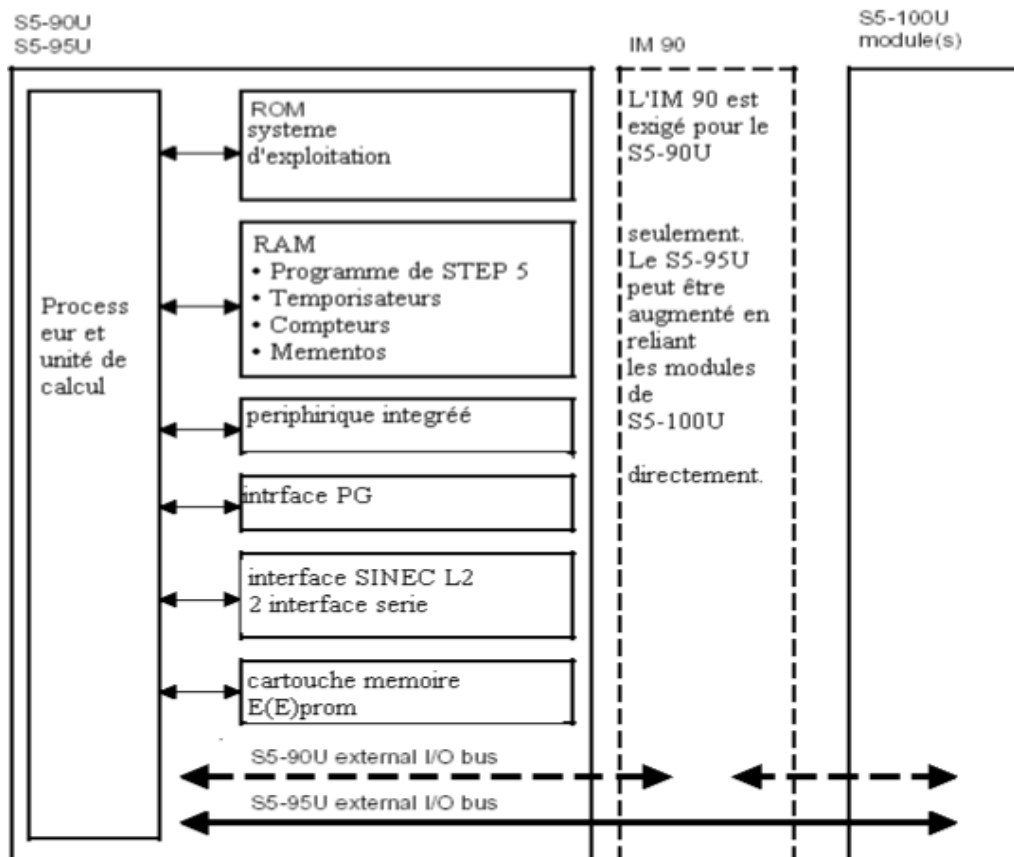 S5-90U
S5-95U
IM 90
S5-100U
module(s)
Process
eur et
unité de
calcul
ROM
systeme
d'exploitation
RAM
• Programme de STEP 5
• Temporisateurs
• Compteurs
• Mementos
periphirique integréé
intrface PG
interface SINEC L2
2 interface serie
cartouche memoire
E(E)prom
L'IM 90 est
exigé pour le
S5-90U
seulement.
Le S5-95U
peut être
augmenté en
reliant
les modules
de
S5-100U
directement.
S5-90U external I/O bus
S5-95U external I/O bus